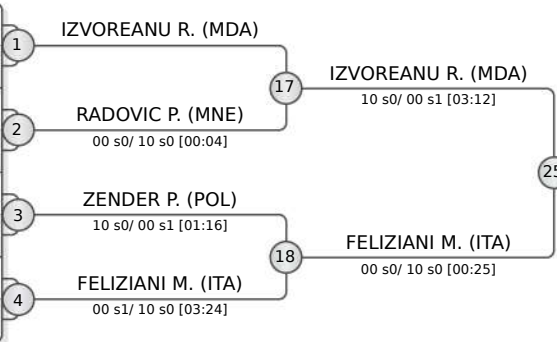 1
IZVOREANU R. (MDA)
17
IZVOREANU R. (MDA)
10 s0/ 00 s1 [03:12]
2
RADOVIC P. (MNE)
00 s0/ 10 s0 [00:04]
25
3
ZENDER P. (POL)
10 s0/ 00 s1 [01:16]
18
FELIZIANI M. (ITA)
00 s0/ 10 s0 [00:25]
4
FELIZIANI M. (ITA)
00 s1/ 10 s0 [03:24]